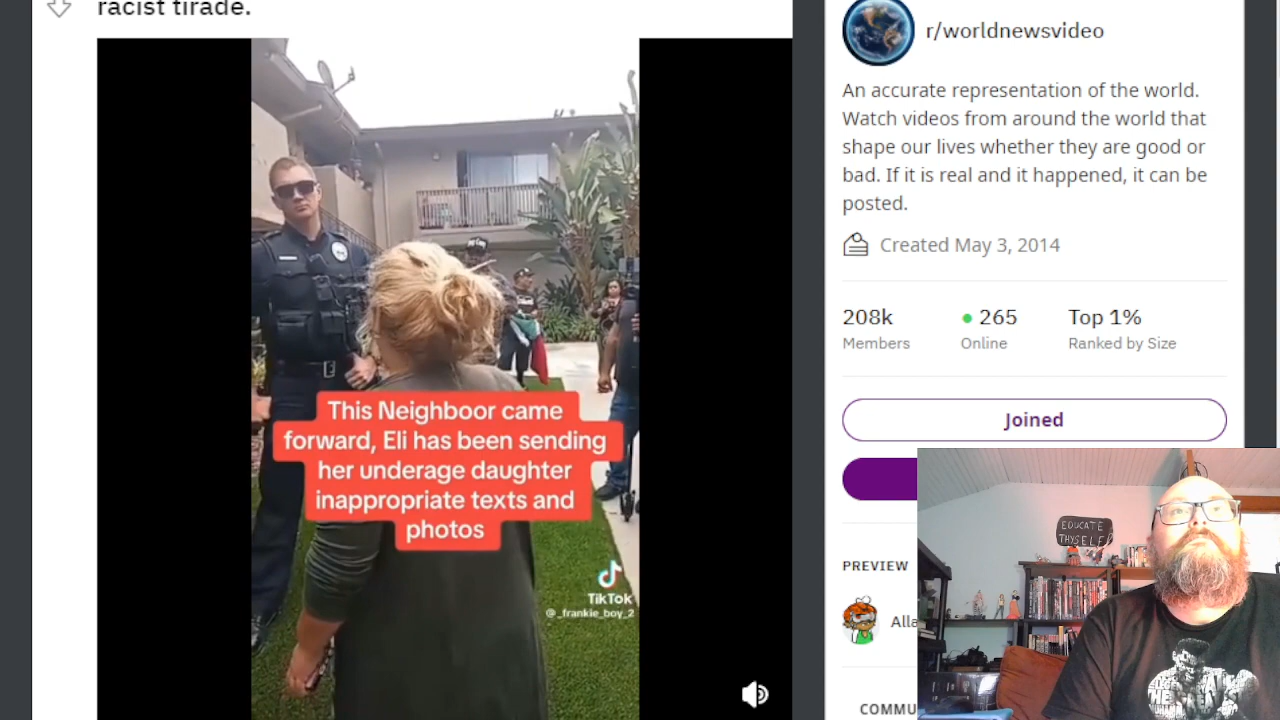 racist tirade.
This Neighboor came
forward, Eli has been sending
her underage daughter
inappropriate texts and
photos
TikTok
@_frankie_boy_2
r/worldnewsvideo
An accurate representation of the world.
Watch videos from around the world that
shape our lives whether they are good or
bad. If it is real and it happened, it can be
posted.
Created May 3, 2014
208k
265
Top 1%
Members
Online
Ranked by Size
Joined
PREVIEW
Alla
COMMU
EDUCATE
THYSELF